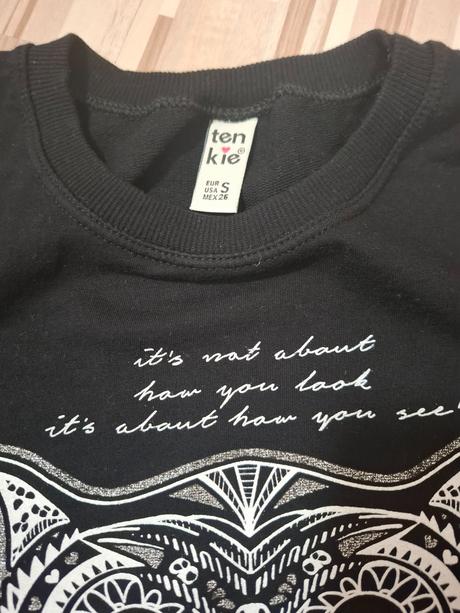 ten
kie®
EUR
USA S
MEX 26
it's not about
how you look
it's about how you see